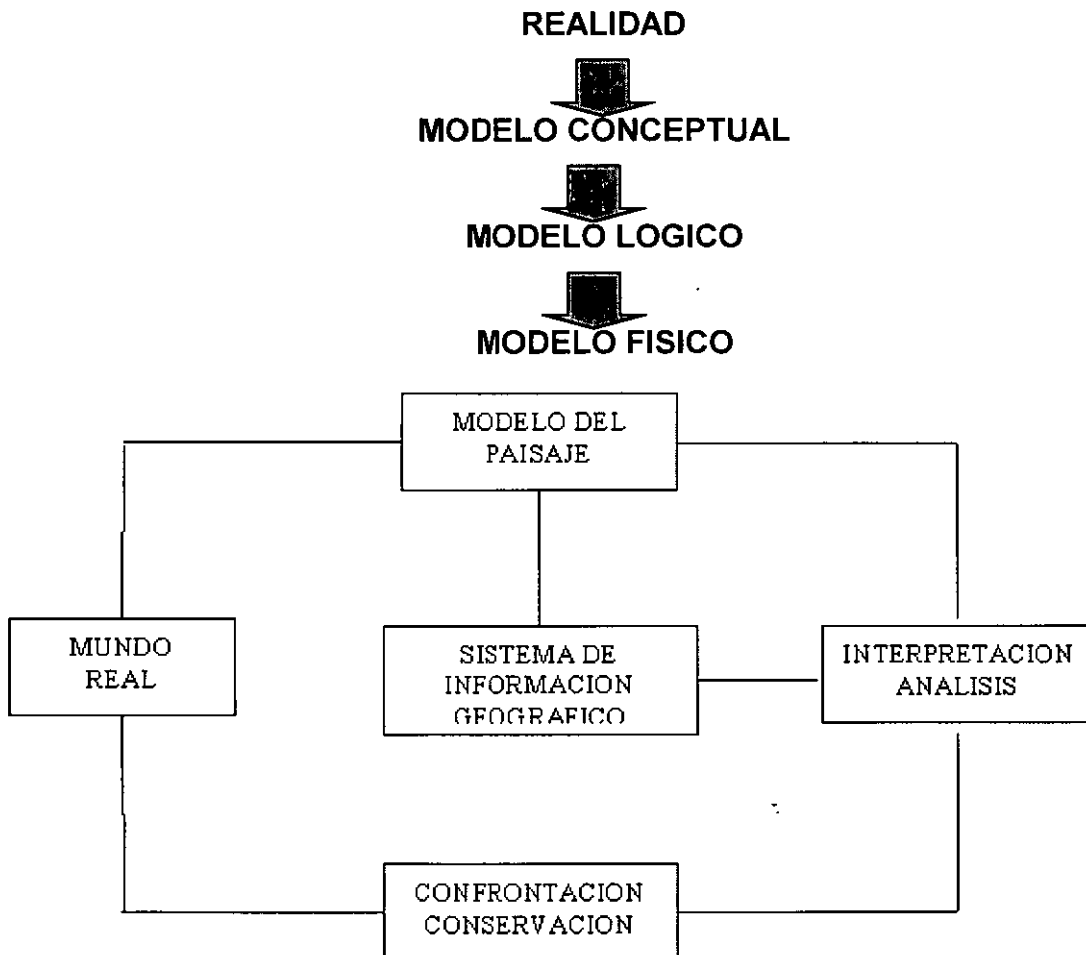 REALIDAD
MODELO CONCEPTUAL
MODELO LOGICO
MODELO FISICO
MODELO DEL
PAISAJE
MUNDO
REAL
SISTEMA DE
INFORMACION
GEOGRAFICO
INTERPRETACION
ANALISIS
CONFRONTACION
CONSERVACION